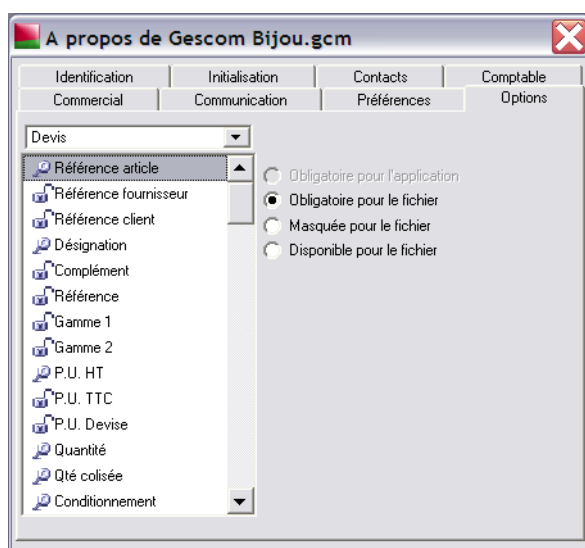 A propos de Gescom Bijou.gcm
Identification Initialisation Contacts Comptable
Commercial Communication Préférences Options
Devis
Référence article
Référence fournisseur
Référence client
Désignation
Complément
Référence
Gamme 1
Gamme 2
P.U. HT
P.U. TTC
P.U. Devise
Quantité
Qté colisée
Conditionnement
Obligatoire pour l'application
Obligatoire pour le fichier
Masquée pour le fichier
Disponible pour le fichier